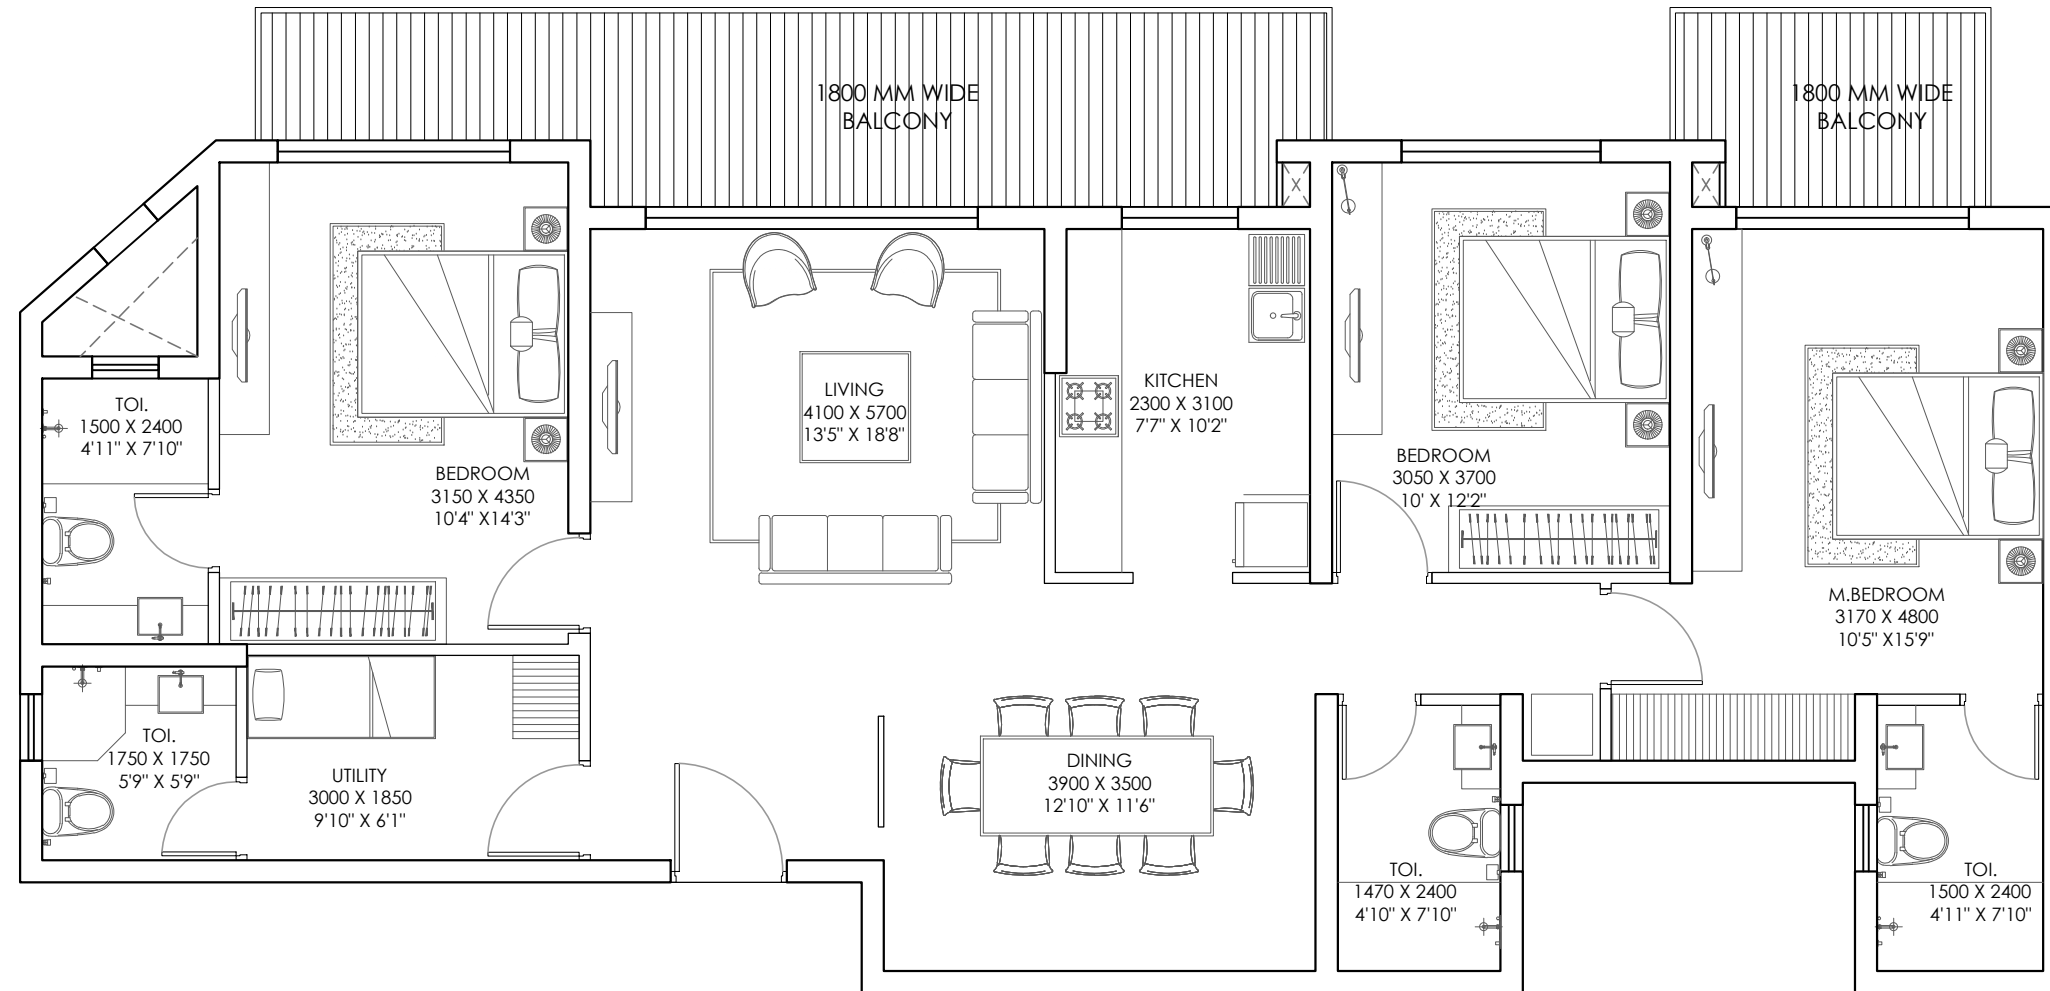 1800 MM WIDE
BALCONY
1800 MM WIDE
BALCONY
TOI.
1500 X 2400
4'11" X 7'10"
BEDROOM
3150 X 4350
10'4" X14'3"
LIVING
4100 X 5700
13'5" X 18'8"
KITCHEN
2300 X 3100
7'7" X 10'2"
BEDROOM
3050 X 3700
10' X 12'2"
M.BEDROOM
3170 X 4800
10'5" X15'9"
TOI.
1750 X 1750
5'9" X 5'9"
UTILITY
3000 X 1850
9'10" X 6'1"
DINING
3900 X 3500
12'10" X 11'6"
TOI.
1470 X 2400
4'10" X 7'10"
TOI.
1500 X 2400
4'11" X 7'10"